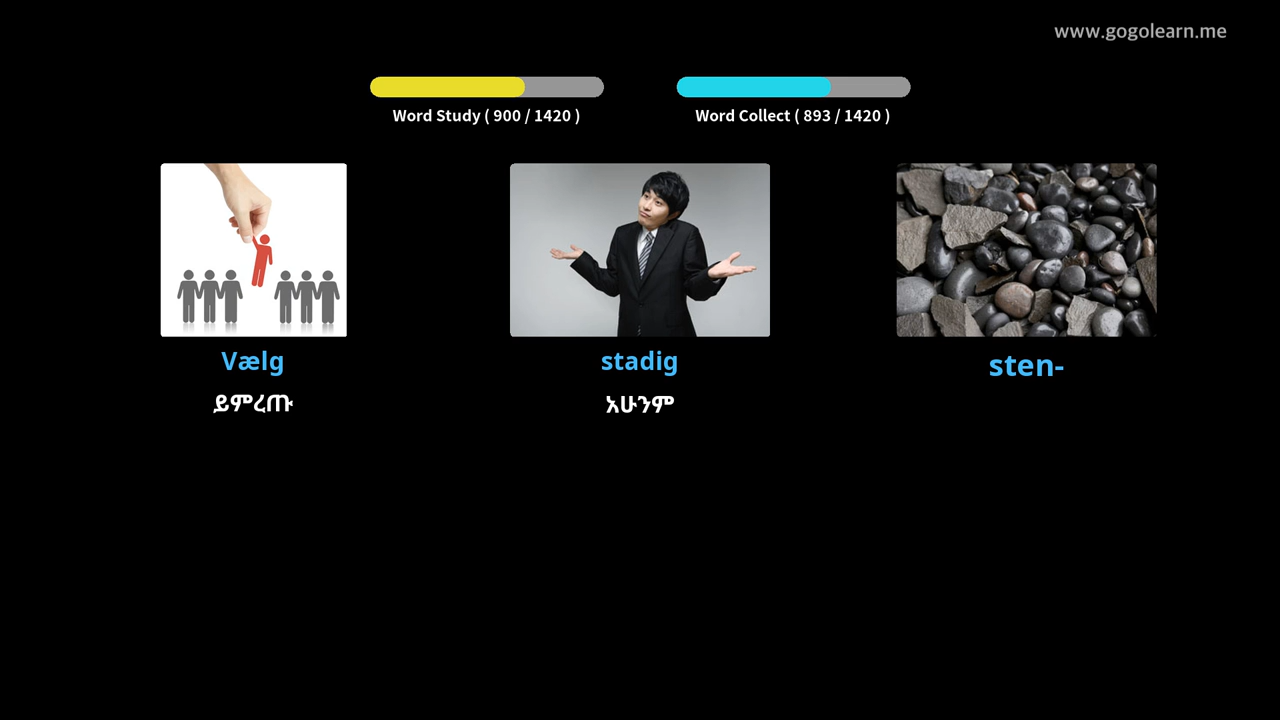 www.gogolearn.me
Word Study ( 900 / 1420 )
Word Collect ( 893 / 1420 )
Vælg
ይምረጡ
stadig
አሁንም
sten-